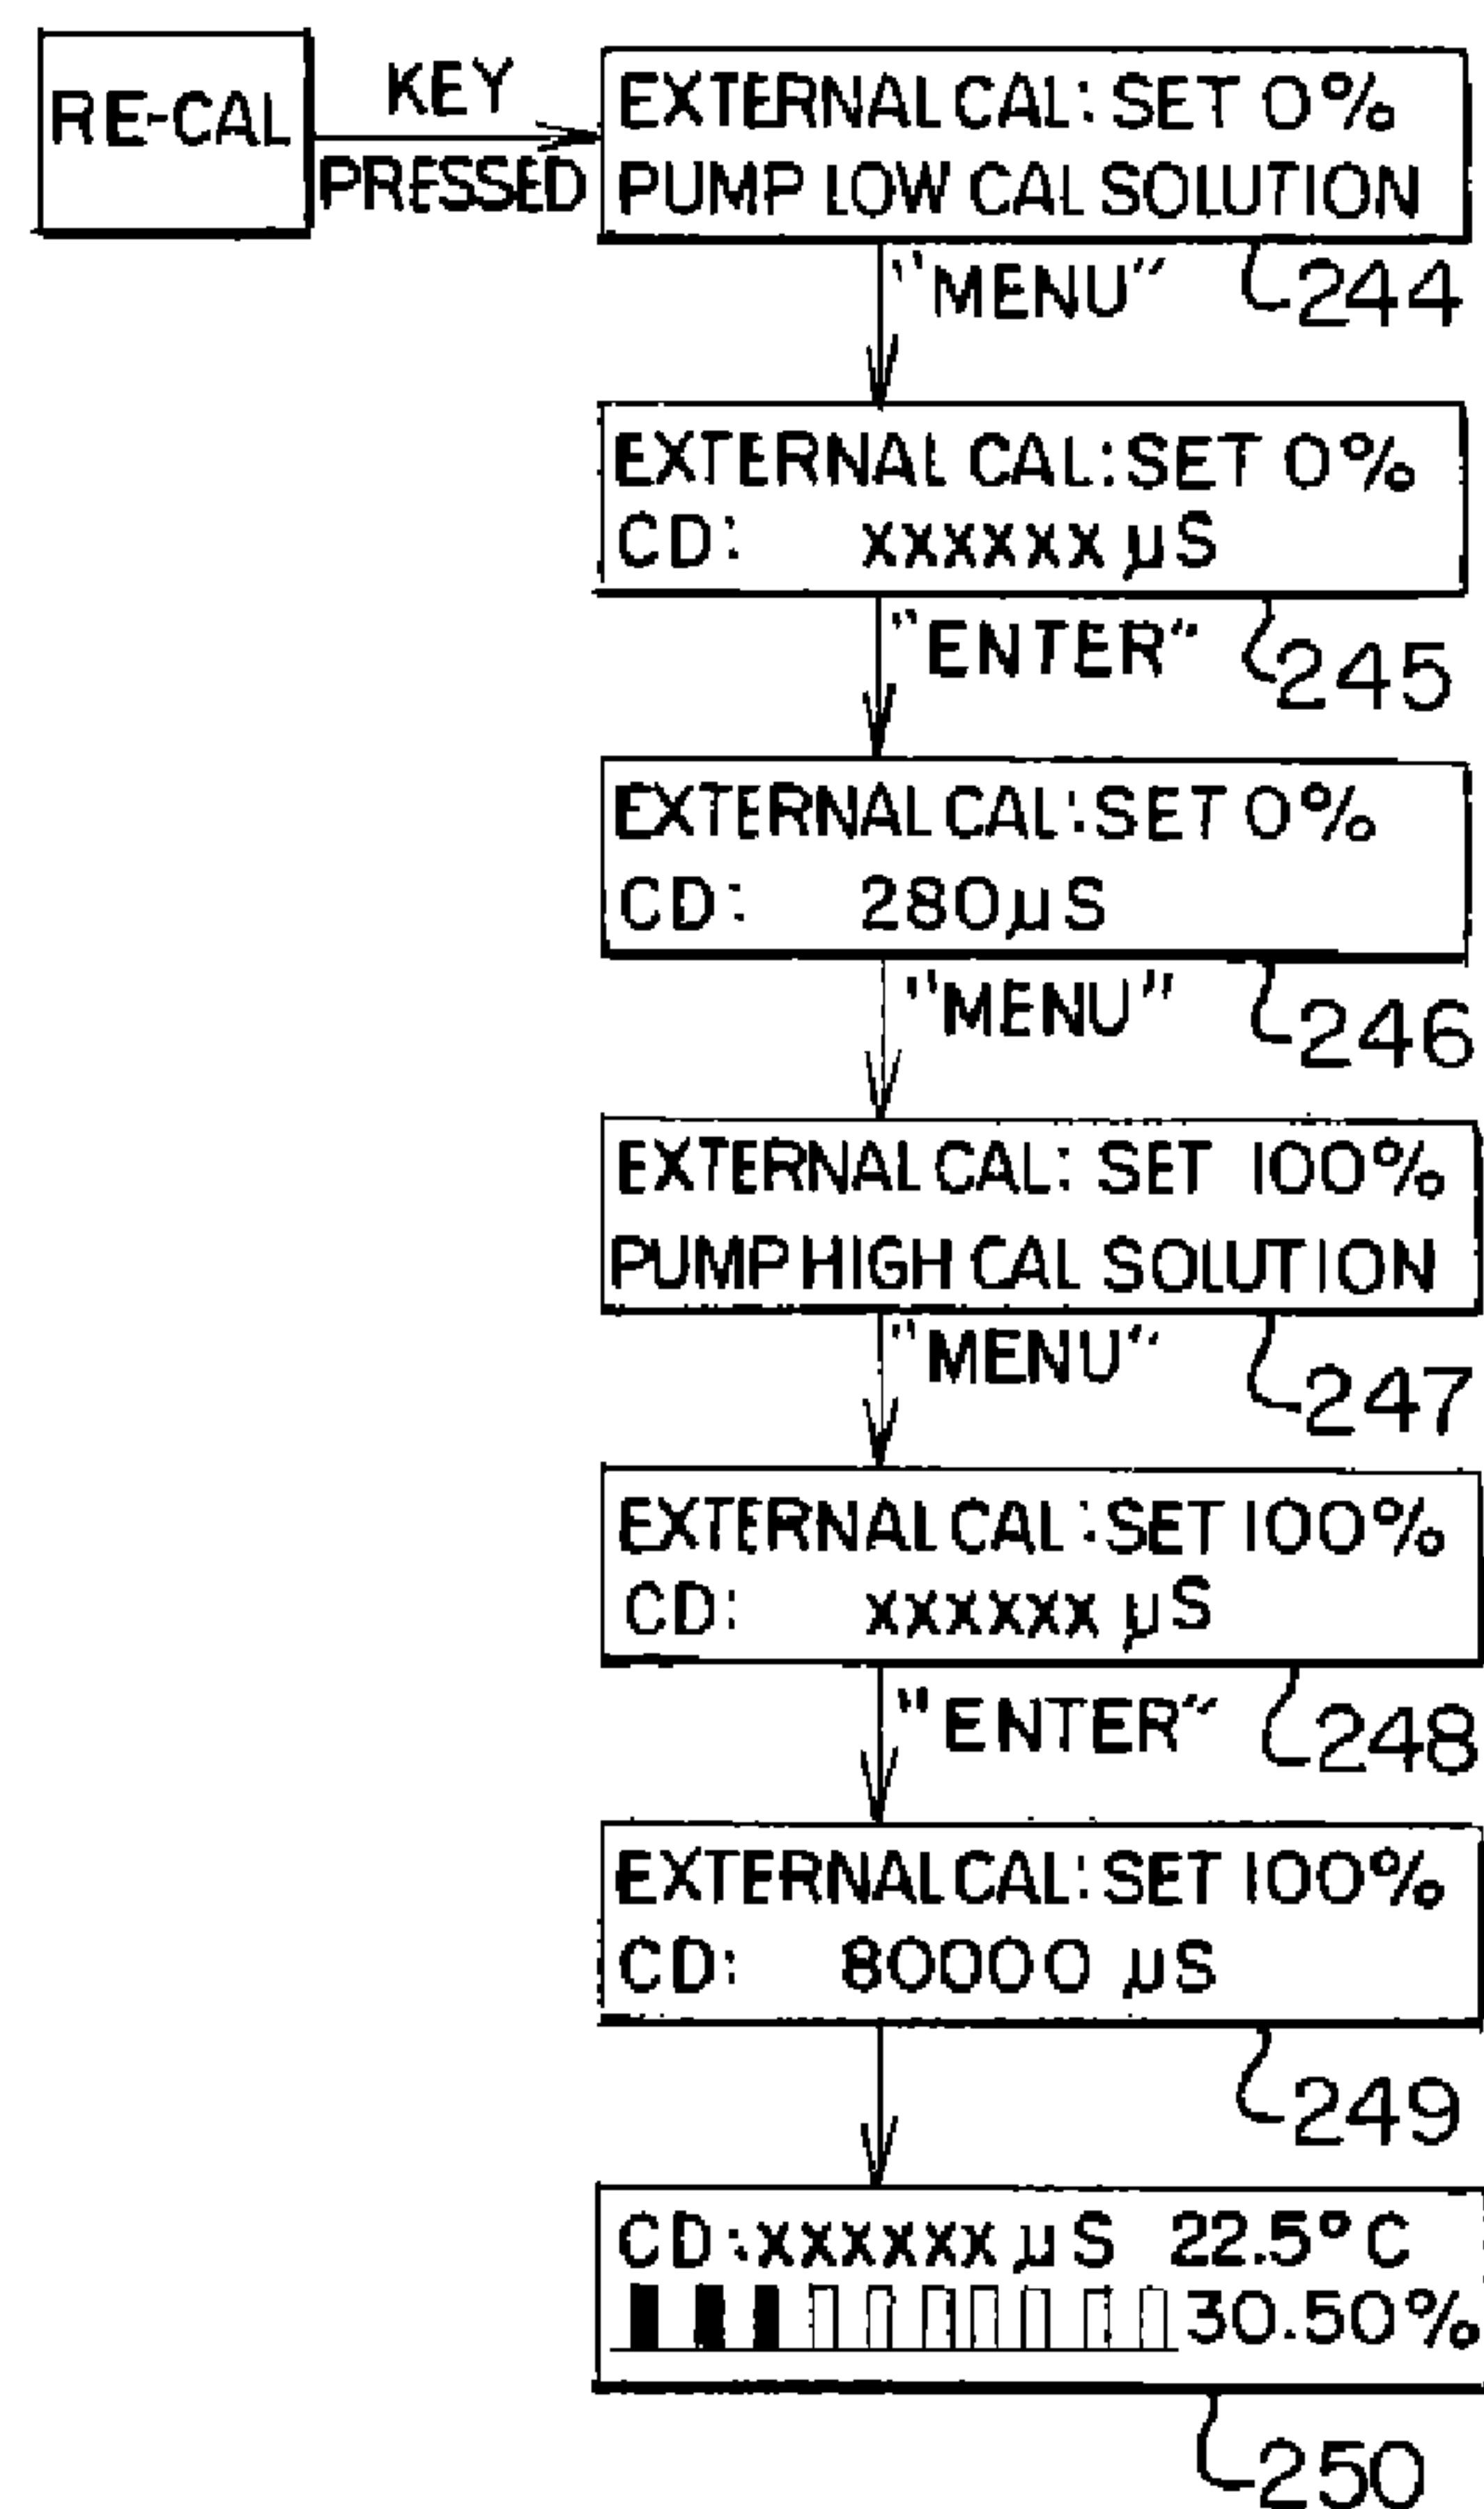 RE-CAL
KEY
PRESSED
EXTERNAL CAL: SET 0%
PUMP LOW CAL SOLUTION
"MENU"
244
EXTERNAL CAL: SET 0%
CD: xxxxxx µS
"ENTER"
245
EXTERNAL CAL: SET 0%
CD: 280µS
"MENU"
246
EXTERNAL CAL: SET 100%
PUMP HIGH CAL SOLUTION
"MENU"
247
EXTERNAL CAL: SET 100%
CD: xxxxxx µS
"ENTER"
248
EXTERNAL CAL: SET 100%
CD: 80000 µS
249
CD: xxxxxx µS 22.5°C
30.50%
250